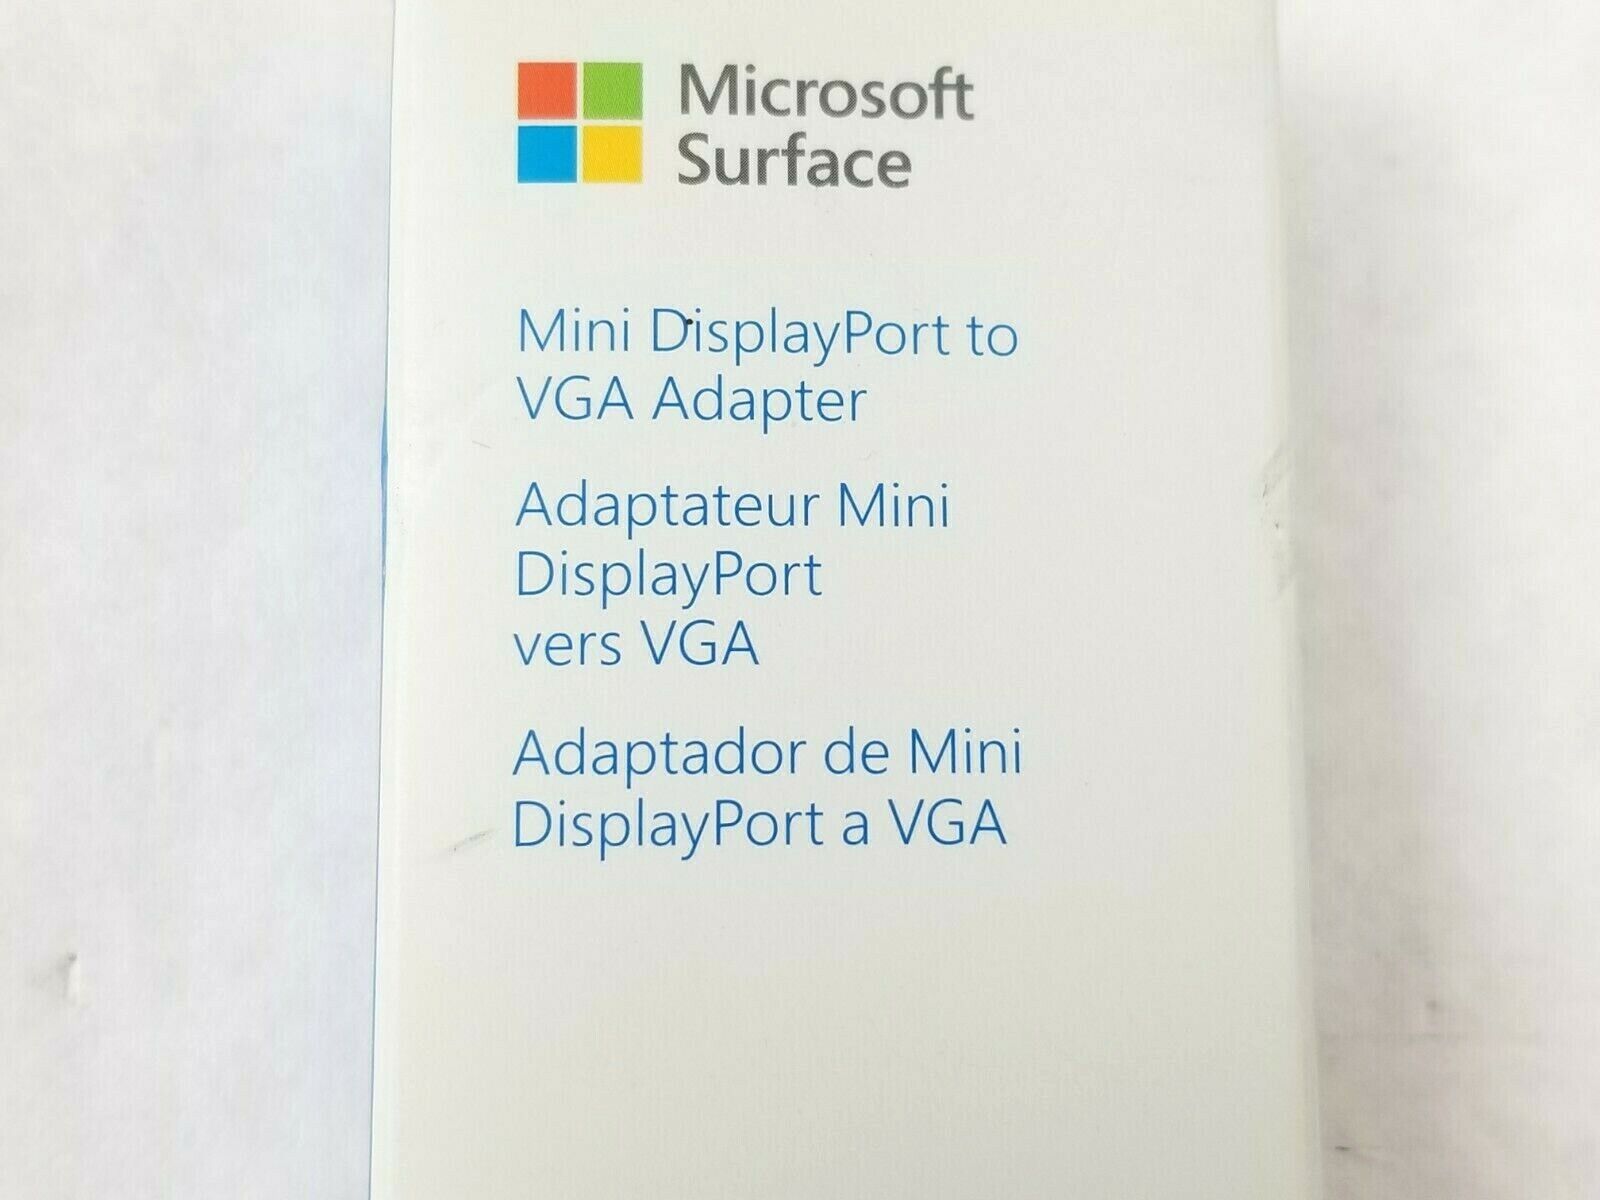 Microsoft
Surface
Mini DisplayPort to
VGA Adapter
Adaptateur Mini
DisplayPort
vers VGA
Adaptador de Mini
DisplayPort a VGA